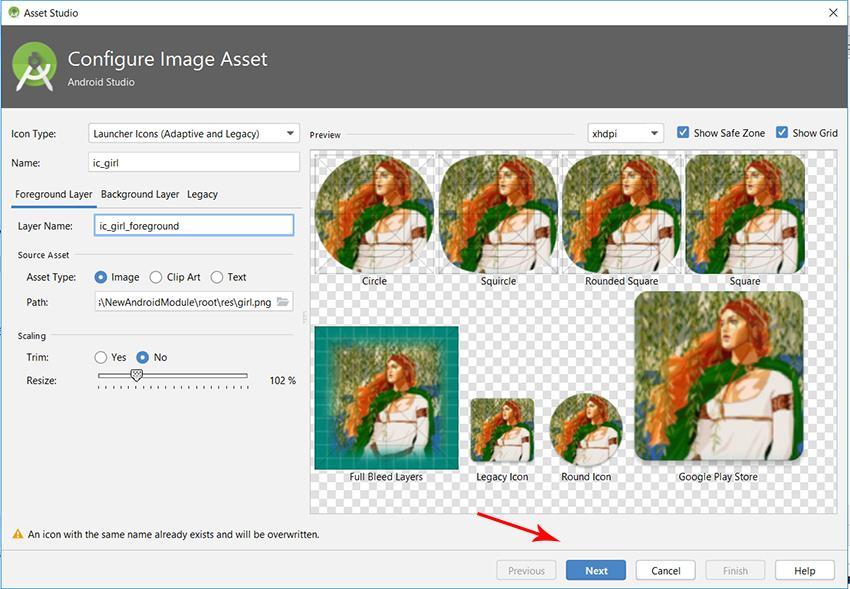 Asset Studio
Configure Image Asset
Android Studio
Icon Type: Launcher Icons (Adaptive and Legacy)
Name: ic_girl
Foreground Layer Background Layer Legacy
Layer Name: ic_girl_foreground
Source Asset
Asset Type: Image Clip Art Text
Path: :\NewAndroidModule\root\res\girl.png
Scaling
Trim: Yes No
Resize: 102 %
Preview xhdpi Show Safe Zone Show Grid
Circle Squircle Rounded Square Square
Full Bleed Layers Legacy Icon Round Icon Google Play Store
An icon with the same name already exists and will be overwritten.
Previous Next Cancel Finish Help